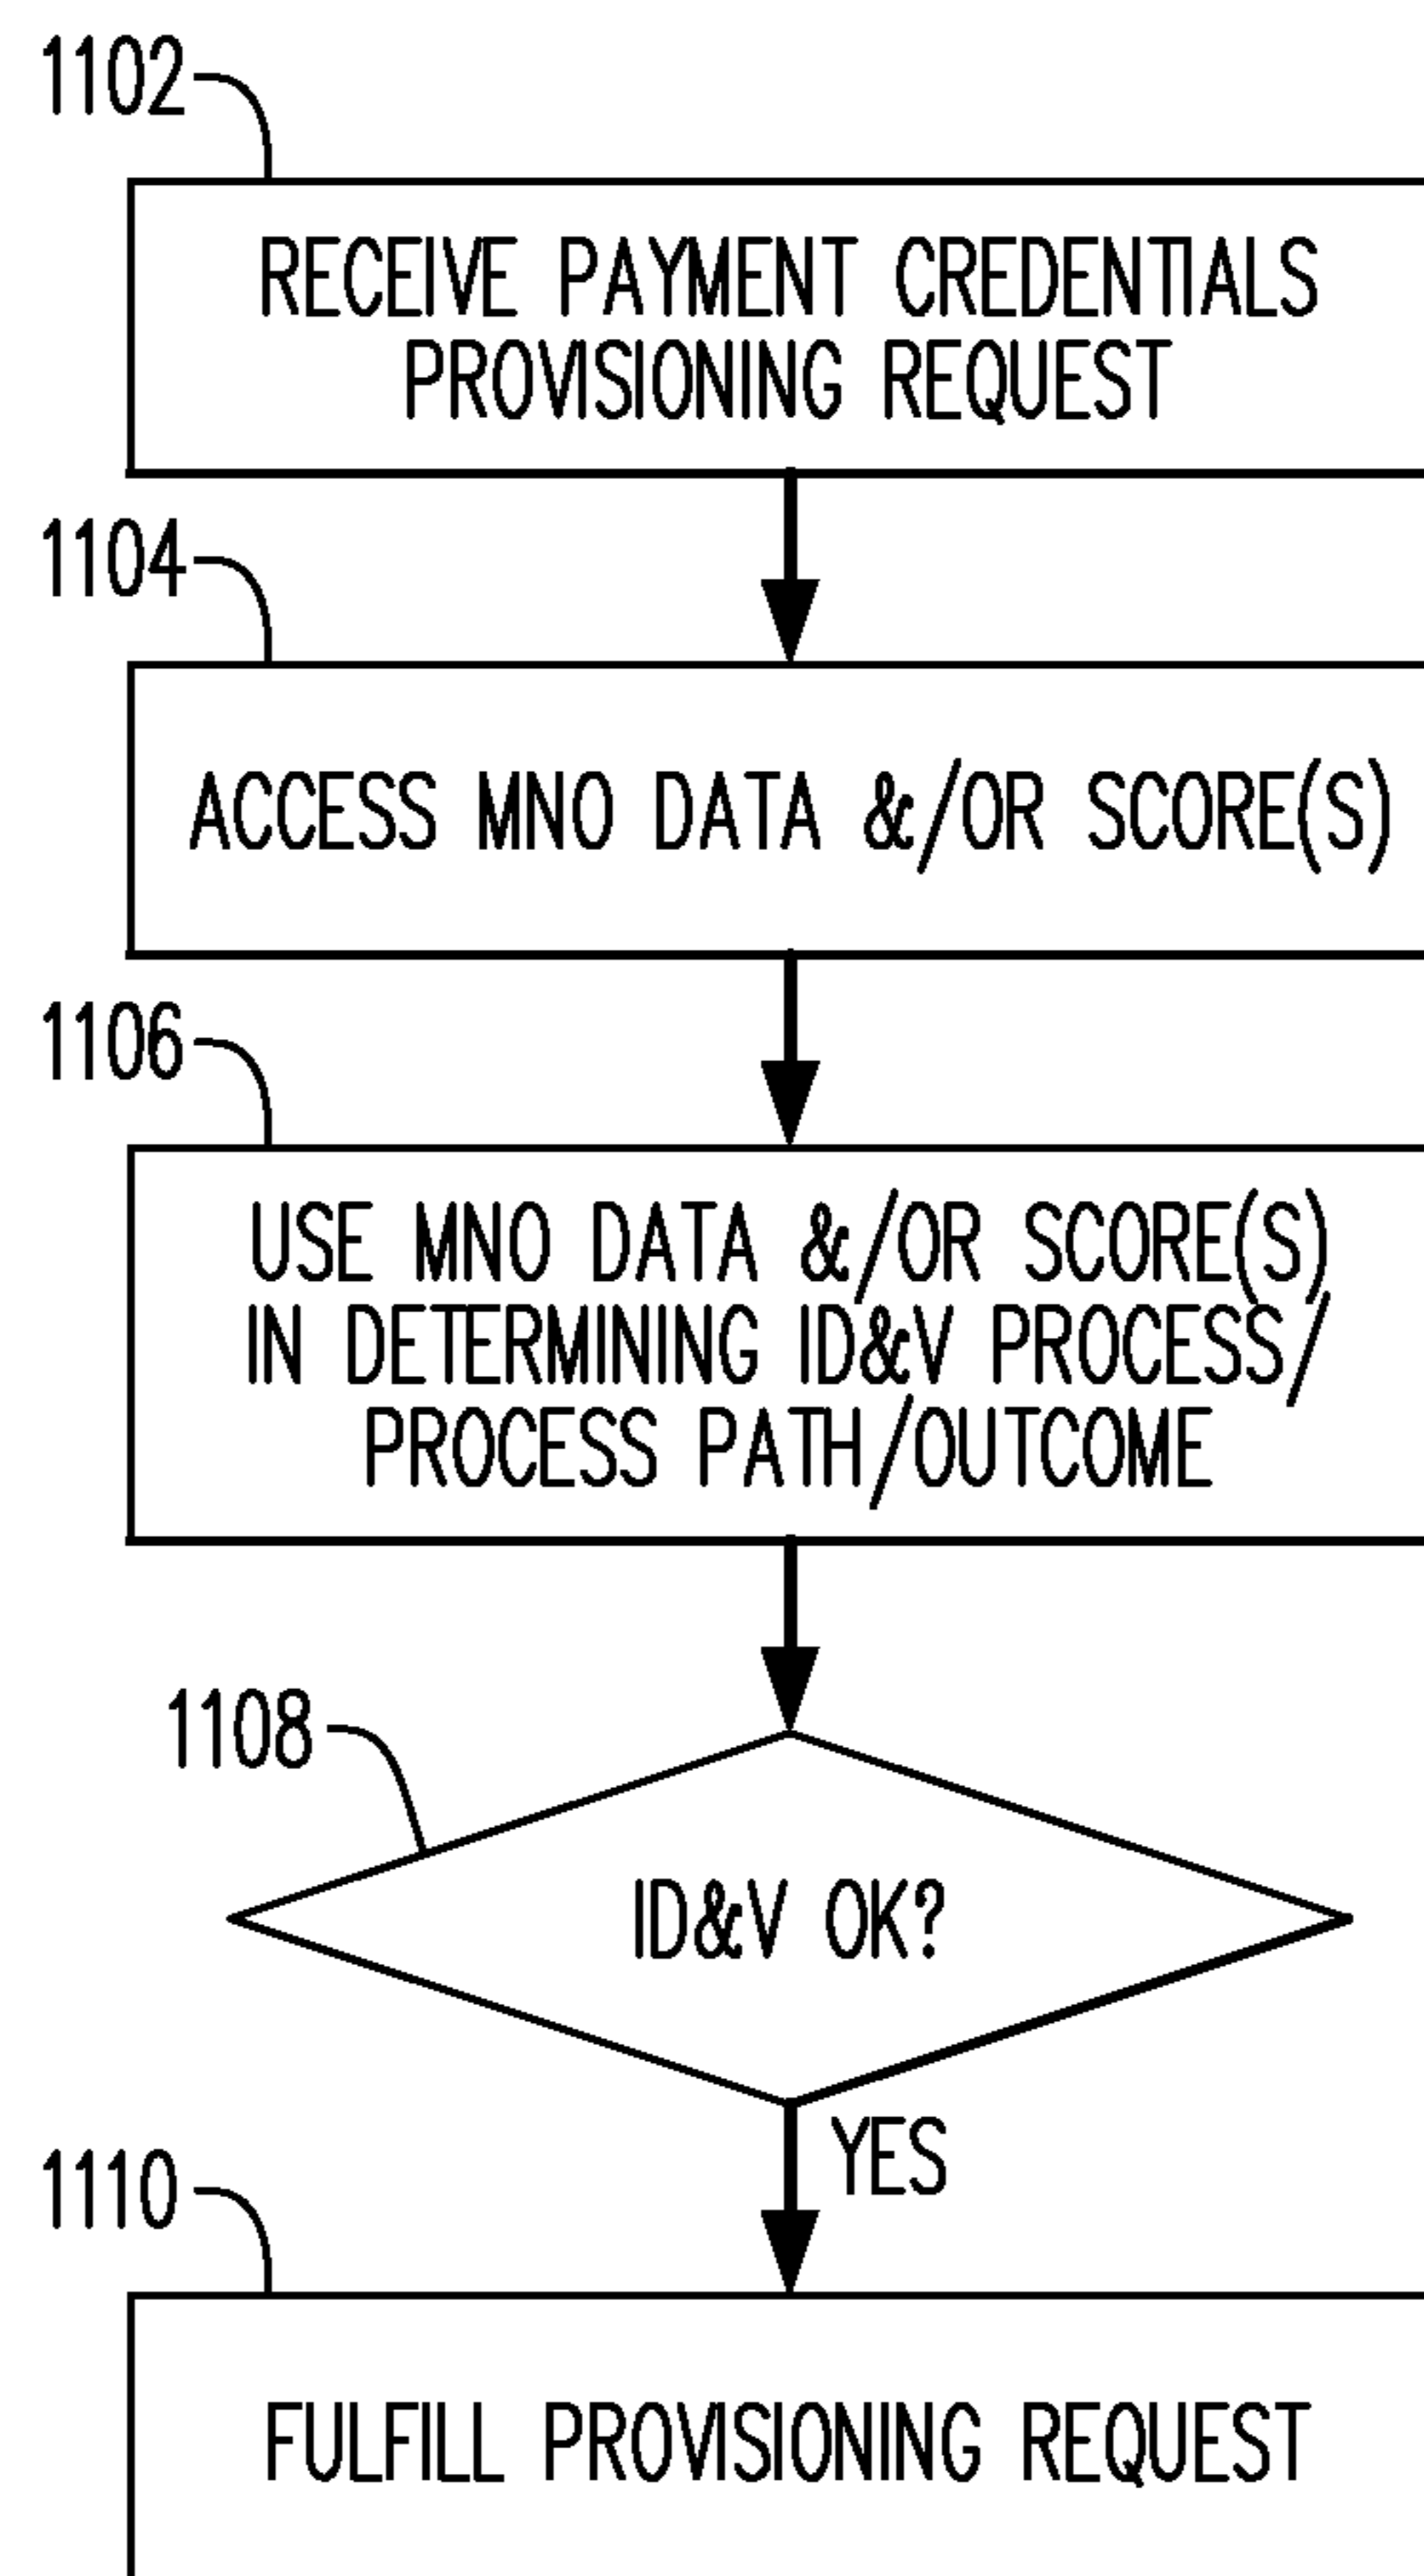 1102
RECEIVE PAYMENT CREDENTIALS
PROVISIONING REQUEST
1104
ACCESS MNO DATA &/OR SCORE(S)
1106
USE MNO DATA &/OR SCORE(S)
IN DETERMINING ID&V PROCESS/
PROCESS PATH/OUTCOME
1108
ID&V OK?
YES
1110
FULFILL PROVISIONING REQUEST